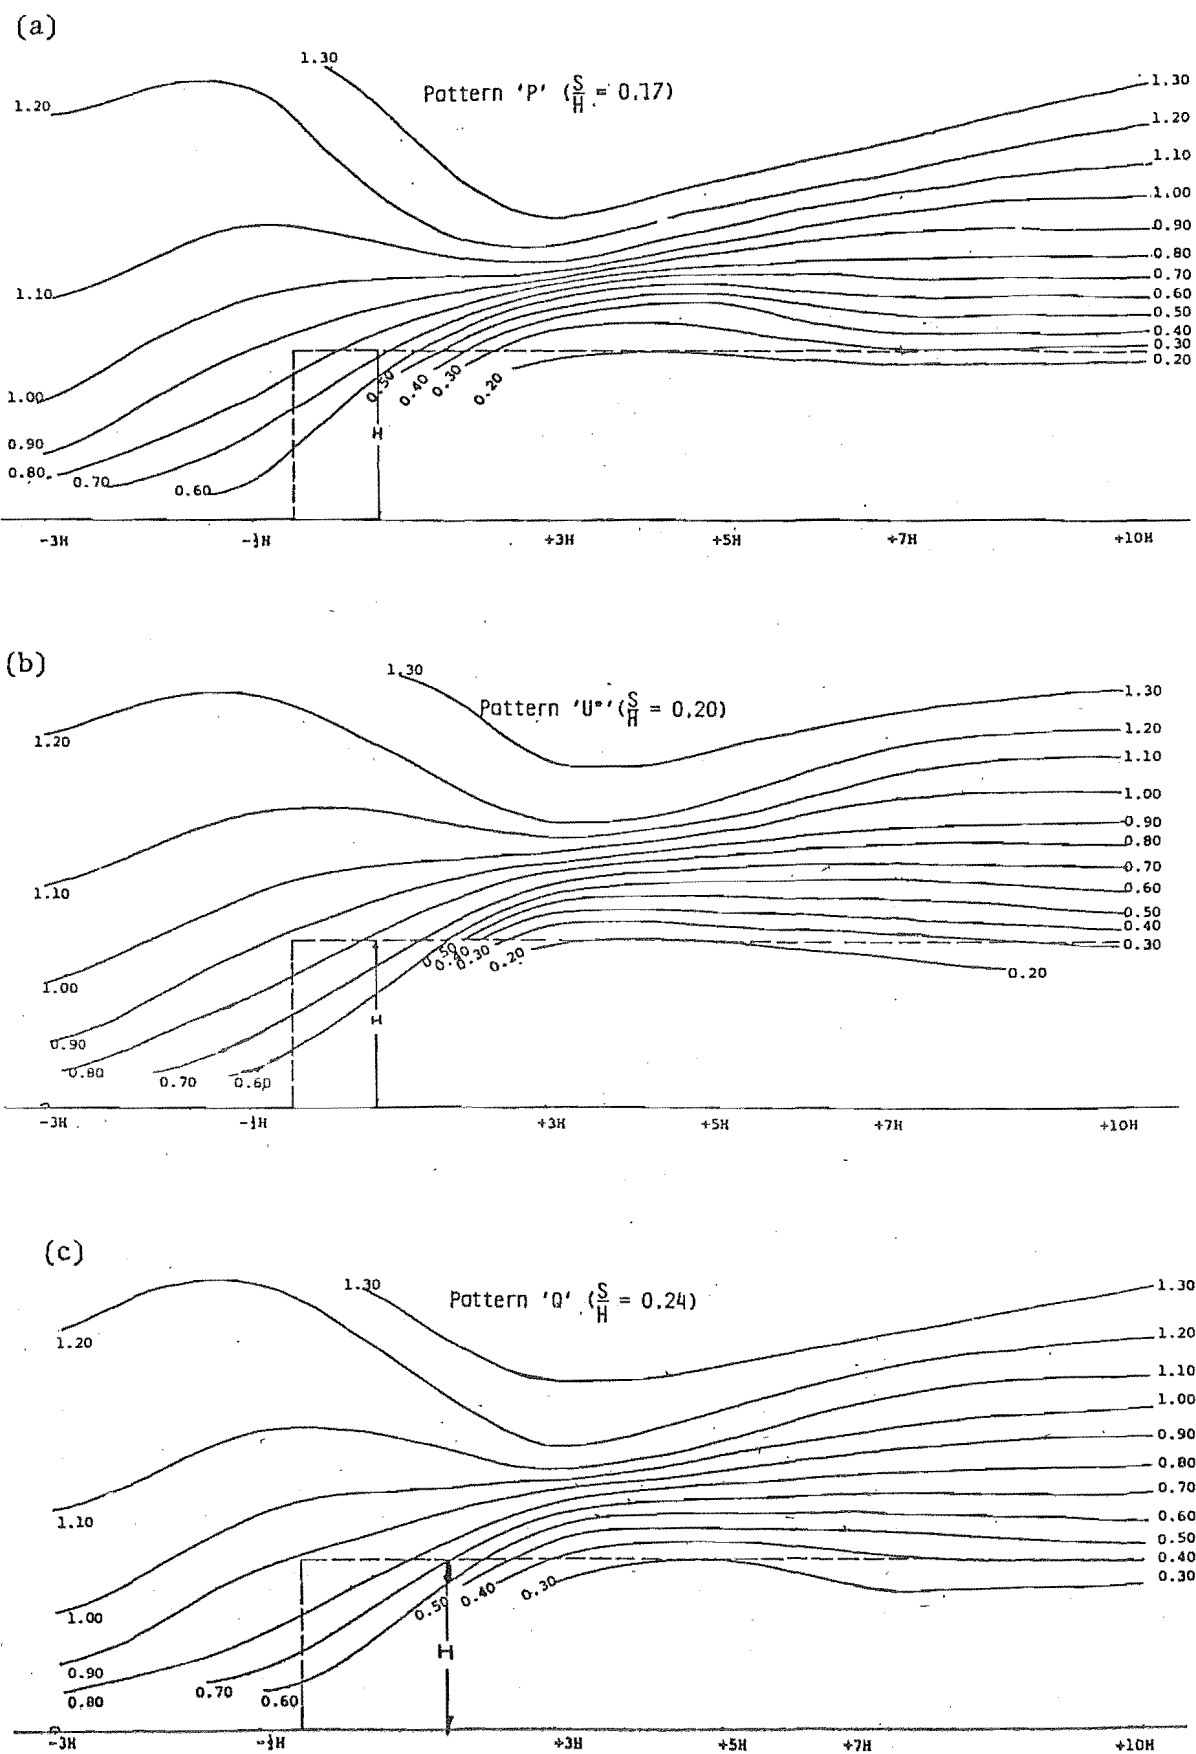 (a)
1.30
Pattern 'P' (S/H = 0.17)
1.30
1.20
1.20
1.10
1.00
0.90
0.80
0.70
0.60
0.50
0.40
0.30
0.20
1.10
1.00
0.90
0.80
0.70
0.60
0.50
0.40
0.30
0.20
H
-3H
-½H
+3H
+5H
+7H
+10H
(b)
1.30
Pattern 'U*' (S/H = 0.20)
1.30
1.20
1.20
1.10
1.00
0.90
0.80
0.70
0.60
0.50
0.40
0.30
0.20
1.10
1.00
0.90
0.80
0.70
0.60
0.50
0.40
0.30
0.20
H
-3H
-½H
+3H
+5H
+7H
+10H
(c)
1.30
Pattern 'Q' (S/H = 0.24)
1.30
1.20
1.20
1.10
1.00
0.90
0.80
0.70
0.60
0.50
0.40
0.30
1.10
1.00
0.90
0.80
0.70
0.60
0.50
0.40
0.30
H
-3H
-½H
+3H
+5H
+7H
+10H